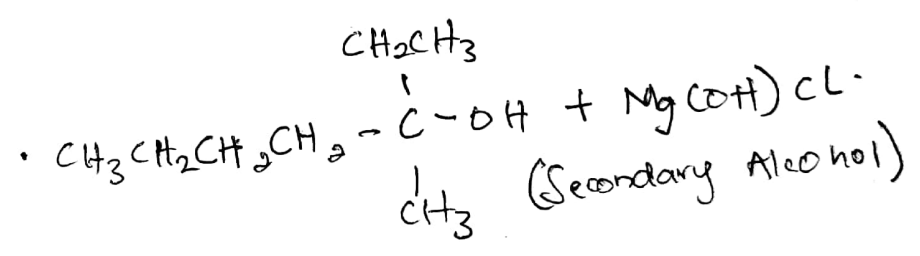 CH₂CH₃
· CH₃CH₂CH₂CH₂ - C - OH + Mg(OH)CL.
CH₃ (Secondary Alcohol)